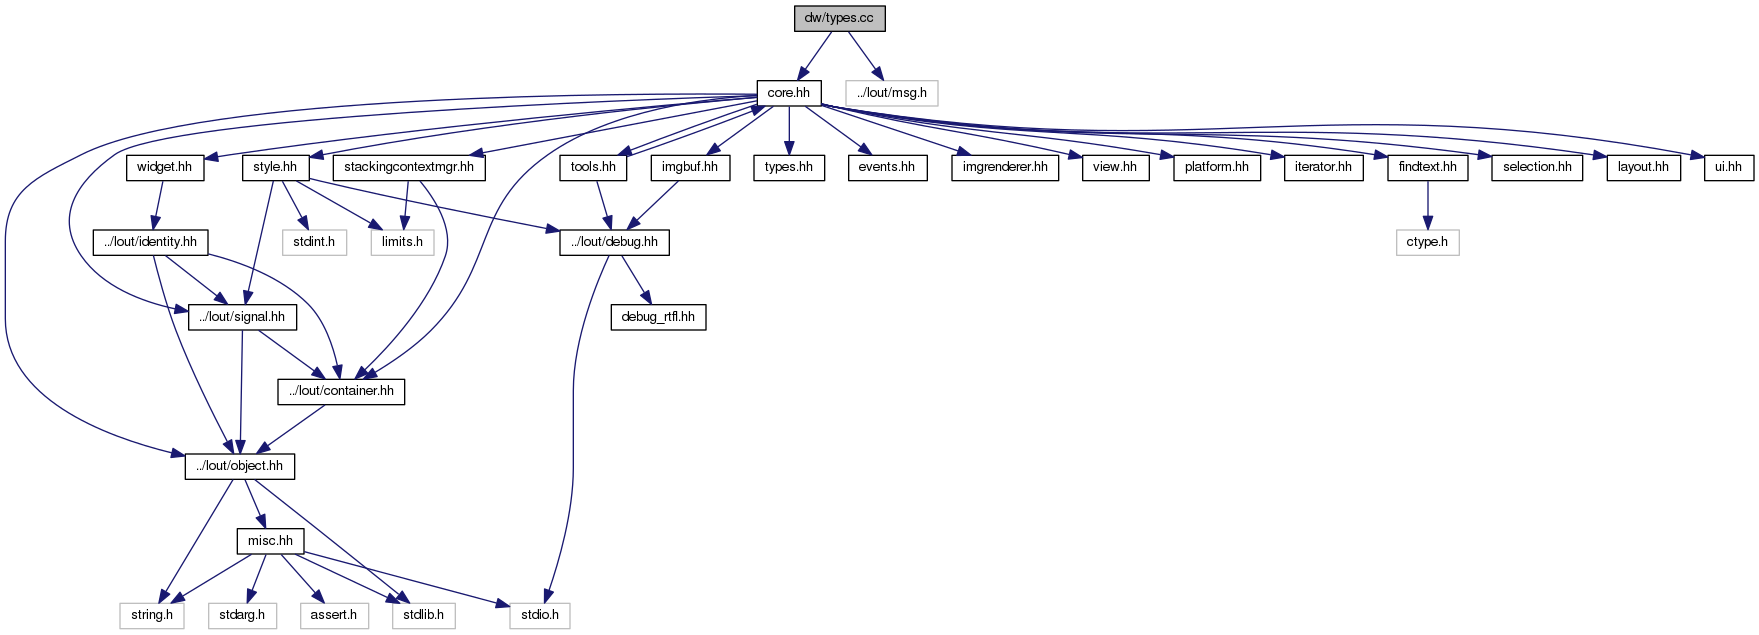 dw/types.cc
core.hh
../lout/msg.h
widget.hh
style.hh
stackingcontextmgr.hh
tools.hh
imgbuf.hh
types.hh
events.hh
imgrenderer.hh
view.hh
platform.hh
iterator.hh
findtext.hh
selection.hh
layout.hh
ui.hh
../lout/identity.hh
stdint.h
limits.h
../lout/debug.hh
ctype.h
../lout/signal.hh
debug_rtfl.hh
../lout/container.hh
../lout/object.hh
misc.hh
string.h
stdarg.h
assert.h
stdlib.h
stdio.h